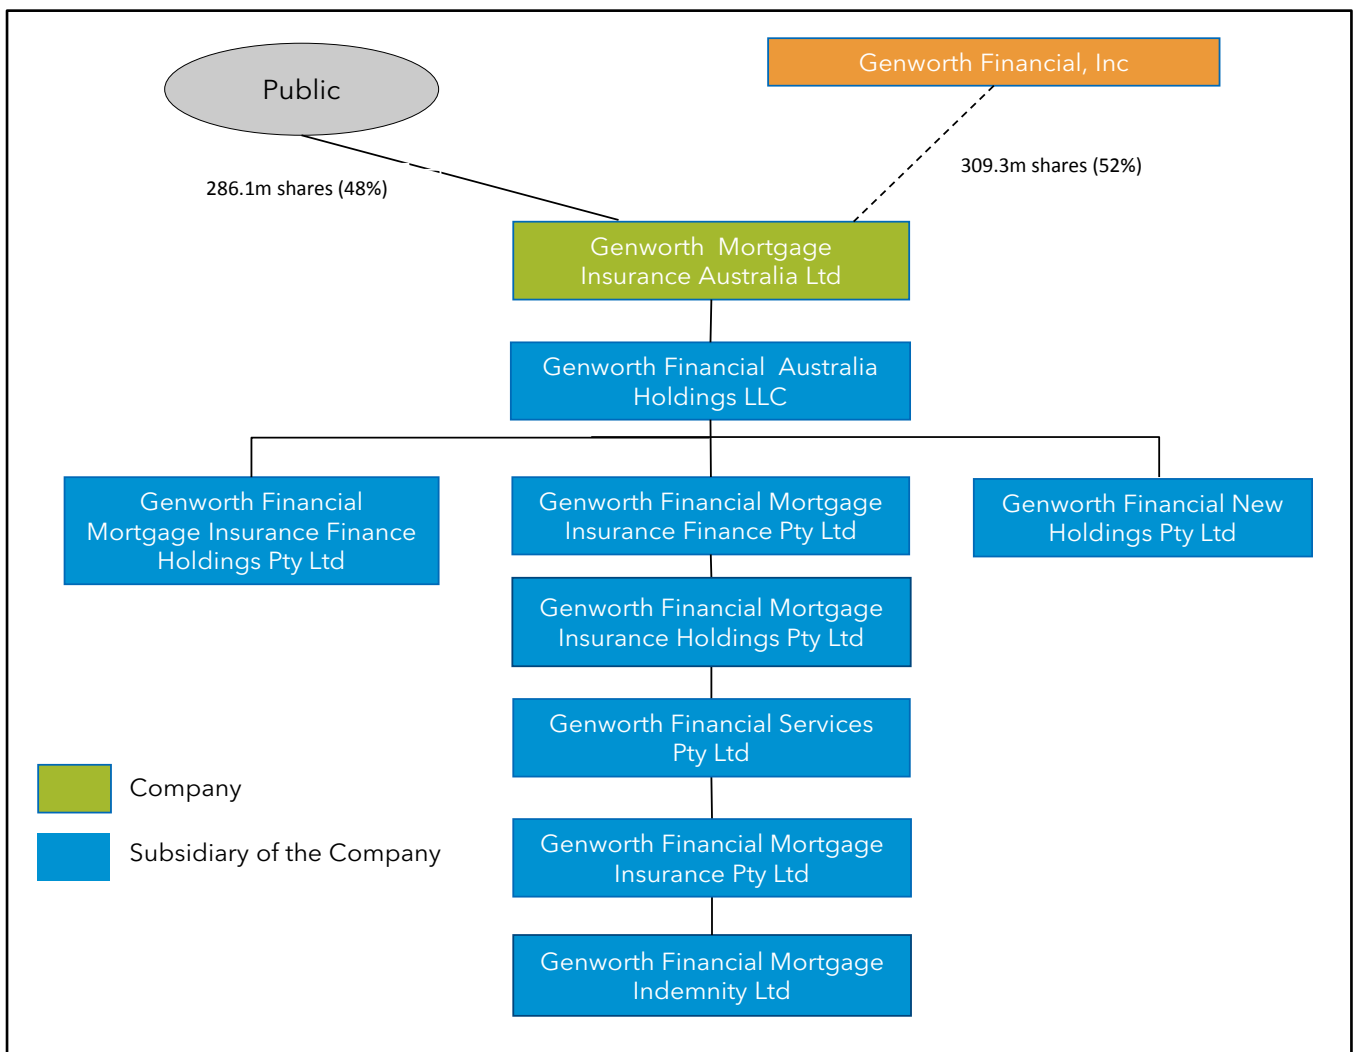 Public
Genworth Financial, Inc
286.1m shares (48%)
309.3m shares (52%)
Genworth Mortgage
Insurance Australia Ltd
Genworth Financial Australia
Holdings LLC
Genworth Financial
Mortgage Insurance Finance
Holdings Pty Ltd
Genworth Financial Mortgage
Insurance Finance Pty Ltd
Genworth Financial New
Holdings Pty Ltd
Genworth Financial Mortgage
Insurance Holdings Pty Ltd
Genworth Financial Services
Pty Ltd
Genworth Financial Mortgage
Insurance Pty Ltd
Genworth Financial Mortgage
Indemnity Ltd
Company
Subsidiary of the Company